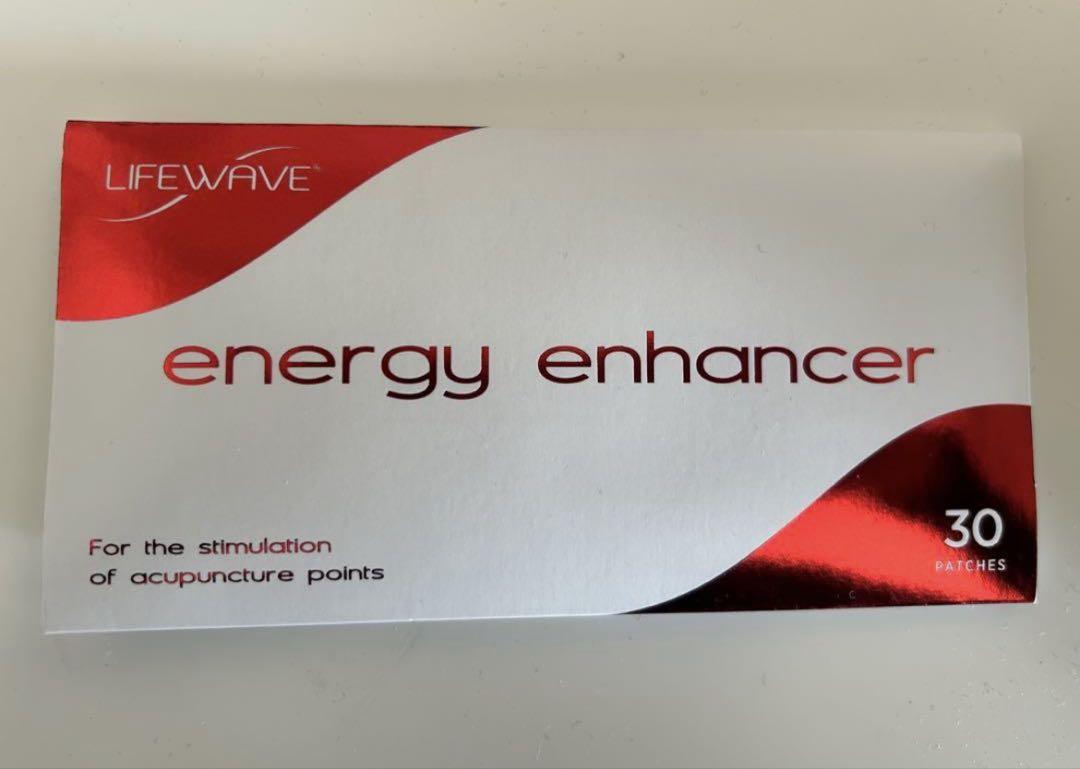 LIFEWAVE
energy enhancer
For the stimulation
of acupuncture points
30
PATCHES